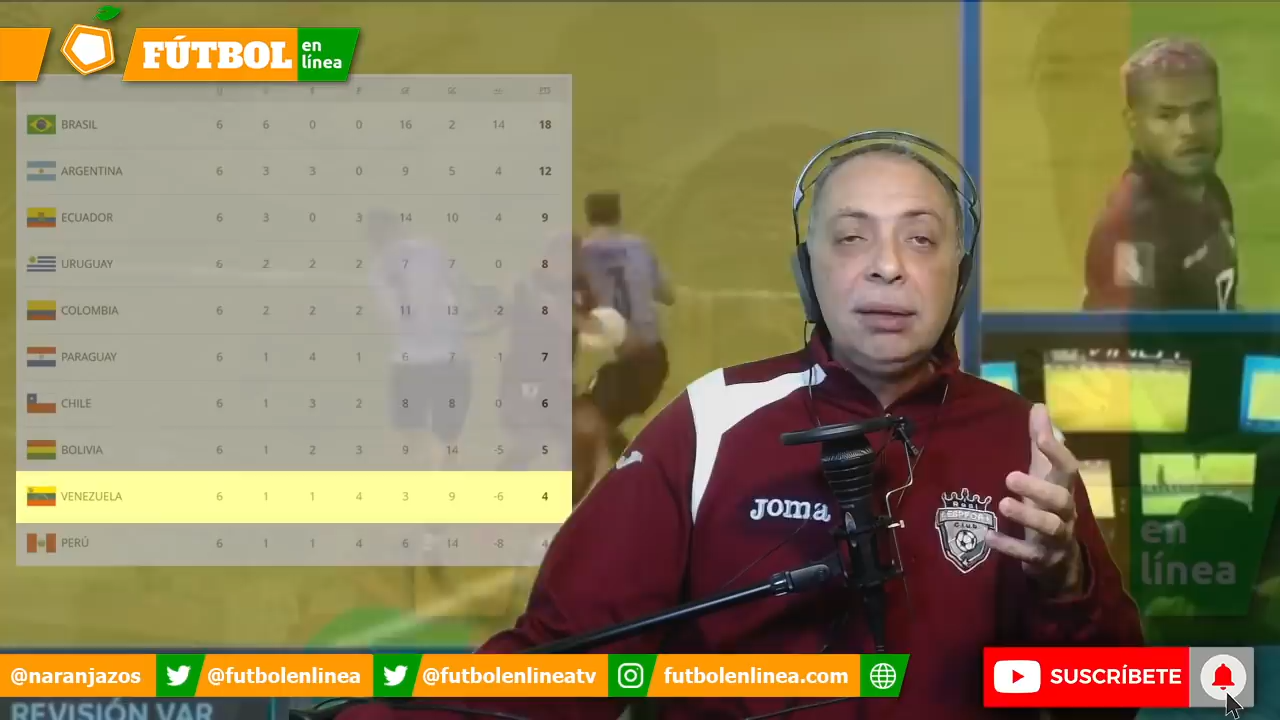 FÚTBOL en línea
BRASIL 6 6 0 0 16 2 14 18
ARGENTINA 6 3 3 0 9 5 4 12
ECUADOR 6 3 0 3 14 10 4 9
URUGUAY 6 2 2 2 7 7 0 8
COLOMBIA 6 2 2 2 11 13 -2 8
PARAGUAY 6 1 4 1 6 7 -1 7
CHILE 6 1 3 2 8 8 0 6
BOLIVIA 6 1 2 3 9 14 -5 5
VENEZUELA 6 1 1 4 3 9 -6 4
PERÚ 6 1 1 4 6 14 -8 4
Joma
Real
ESPPOR
Club
en
línea
@naranjazos @futbolenlinea @futbolenlineatv futbolenlinea.com
SUSCRÍBETE
REVISIÓN VAR